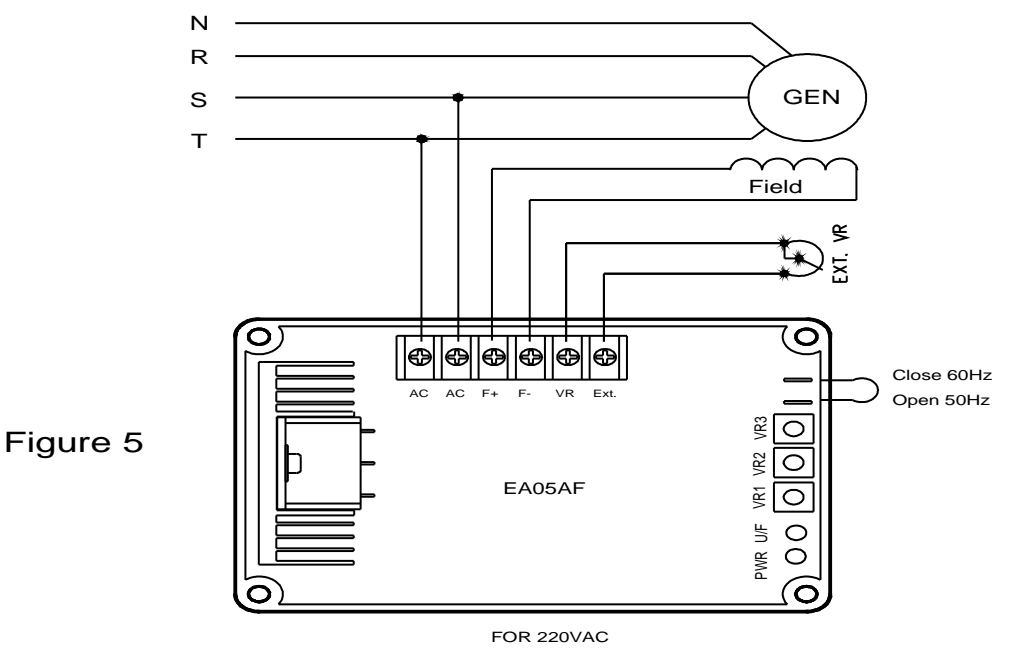 N
R
S
T
GEN
Field
EXT. VR
AC AC F+ F- VR Ext.
Close 60Hz
Open 50Hz
Figure 5
VR3
VR2
VR1
U/F
PWR
EA05AF
FOR 220VAC